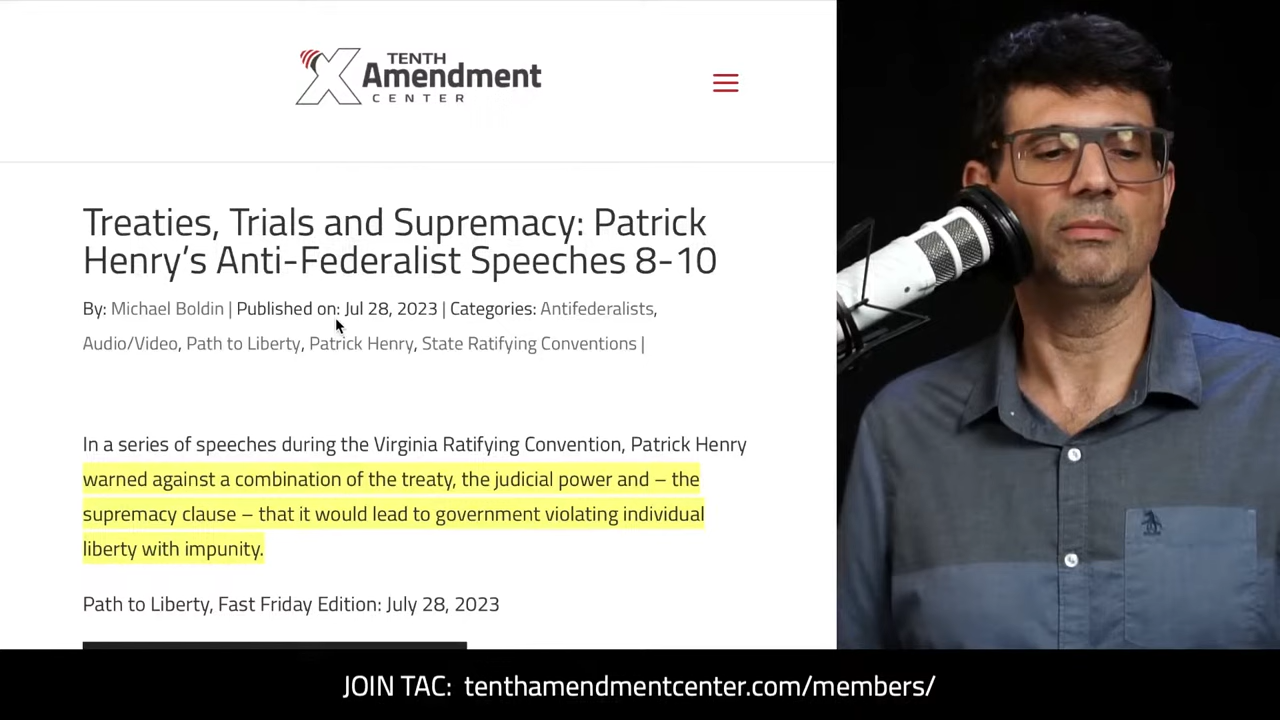 TENTH
Amendment
CENTER
Treaties, Trials and Supremacy: Patrick
Henry’s Anti-Federalist Speeches 8-10
By: Michael Boldin | Published on: Jul 28, 2023 | Categories: Antifederalists,
Audio/Video, Path to Liberty, Patrick Henry, State Ratifying Conventions |
In a series of speeches during the Virginia Ratifying Convention, Patrick Henry
warned against a combination of the treaty, the judicial power and – the
supremacy clause – that it would lead to government violating individual
liberty with impunity.
Path to Liberty, Fast Friday Edition: July 28, 2023
JOIN TAC: tenthamendmentcenter.com/members/